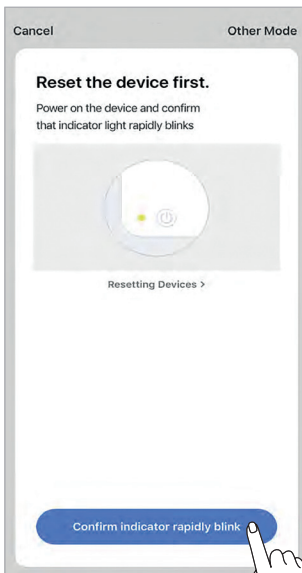 Cancel
Other Mode
Reset the device first.
Power on the device and confirm
that indicator light rapidly blinks
Resetting Devices >
Confirm indicator rapidly blink